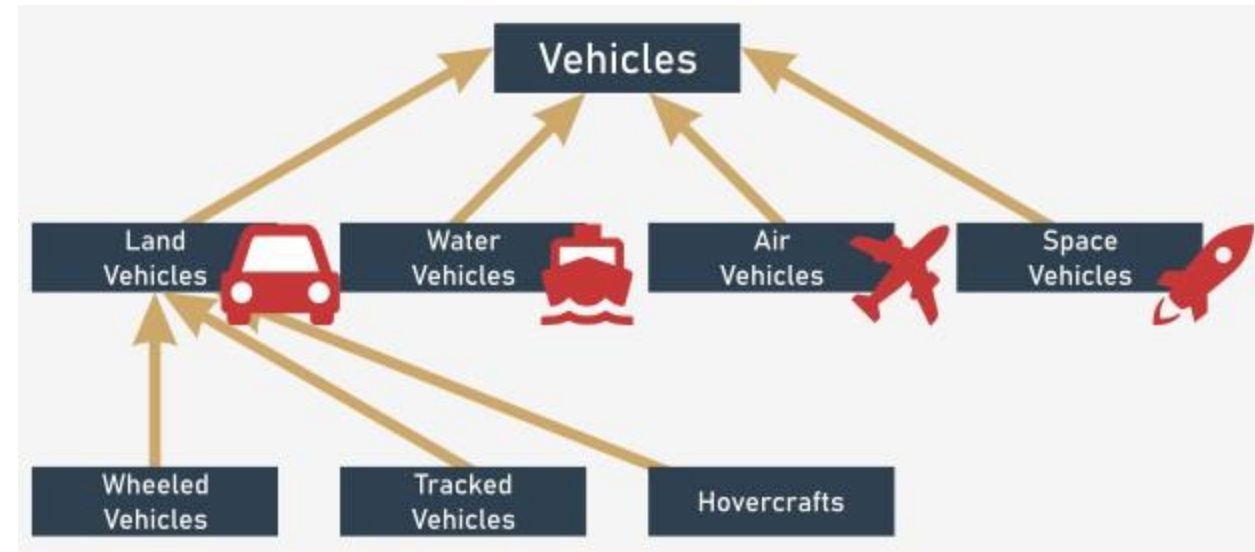 Vehicles
Land
Vehicles
Water
Vehicles
Air
Vehicles
Space
Vehicles
Wheeled
Vehicles
Tracked
Vehicles
Hovercrafts